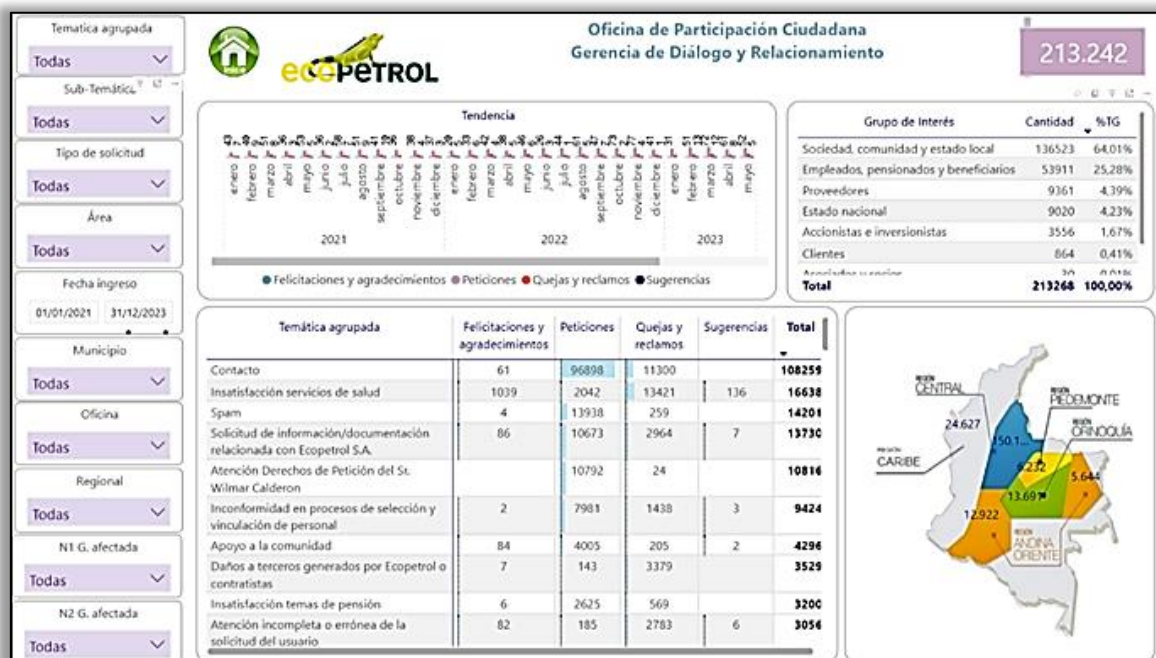 Tematica agrupada
Todas
Sub-Temática
Todas
Tipo de solicitud
Todas
Área
Todas
Fecha ingreso
01/01/2021 31/12/2023
Municipio
Todas
Oficina
Todas
Regional
Todas
N1 G. afectada
Todas
N2 G. afectada
Todas
ecopetrol
Oficina de Participación Ciudadana
Gerencia de Diálogo y Relacionamiento
213.242
Tendencia
enero febrero marzo abril mayo junio julio agosto septiembre octubre noviembre diciembre enero febrero marzo abril mayo junio julio agosto septiembre octubre noviembre diciembre enero febrero marzo abril mayo
2021 2022 2023
Felicitaciones y agradecimientos Peticiones Quejas y reclamos Sugerencias
Grupo de Interés Cantidad %TG
Sociedad, comunidad y estado local 136523 64,01%
Empleados, pensionados y beneficiarios 53911 25,28%
Proveedores 9361 4,39%
Estado nacional 9020 4,23%
Accionistas e inversionistas 3556 1,67%
Clientes 864 0,41%
Total 213268 100,00%
Temática agrupada Felicitaciones y Peticiones Quejas y Sugerencias Total
agradecimientos reclamos
Contacto 61 96898 11300 108259
Insatisfacción servicios de salud 1039 2042 13421 136 16638
Spam 4 13938 259 14201
Solicitud de información/documentación 86 10673 2964 7 13730
relacionada con Ecopetrol S.A.
Atención Derechos de Petición del Sr. 10792 24 10816
Wilmar Calderon
Inconformidad en procesos de selección y 2 7981 1438 3 9424
vinculación de personal
Apoyo a la comunidad 84 4005 205 2 4296
Daños a terceros generados por Ecopetrol o 7 143 3379 3529
contratistas
Insatisfacción temas de pensión 6 2625 569 3200
Atención incompleta o errónea de la 82 185 2783 6 3056
solicitud del usuario
REGIÓN
CENTRAL
REGIÓN
PIEDEMONTE
REGIÓN
ORINOQUÍA
REGIÓN
CARIBE
24.627
150.1...
6.232
5.644
13.691
12.922
REGIÓN
ANDINA
ORIENTE